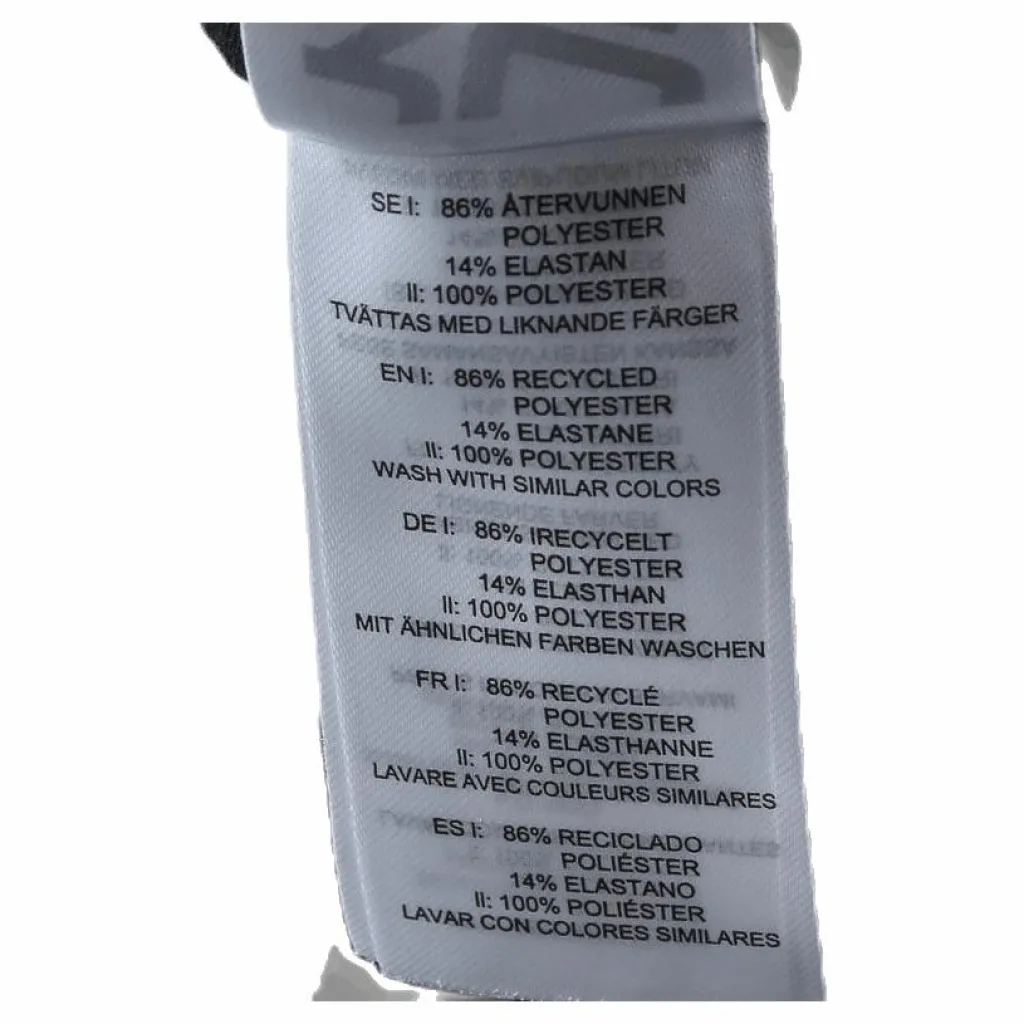 SE I: 86% ÅTERVUNNEN
POLYESTER
14% ELASTAN
II: 100% POLYESTER
TVÄTTAS MED LIKNANDE FÄRGER
EN I: 86% RECYCLED
POLYESTER
14% ELASTANE
II: 100% POLYESTER
WASH WITH SIMILAR COLORS
DE I: 86% IRECYCELT
POLYESTER
14% ELASTHAN
II: 100% POLYESTER
MIT ÄHNLICHEN FARBEN WASCHEN
FR I: 86% RECYCLÉ
POLYESTER
14% ELASTHANNE
II: 100% POLYESTER
LAVARE AVEC COULEURS SIMILARES
ES I: 86% RECICLADO
POLIÉSTER
14% ELASTANO
II: 100% POLIÉSTER
LAVAR CON COLORES SIMILARES